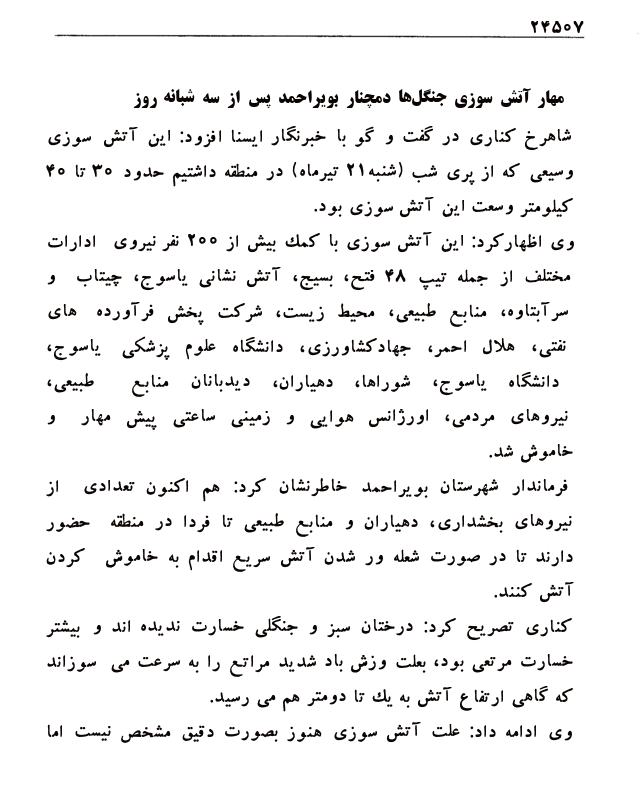 ۲۴۵۰۷
مهار آتش سوزی جنگل‌ها دمچنار بویراحمد پس از سه شبانه روز
شاهرخ کناری در گفت و گو با خبرنگار ایسنا افزود: این آتش سوزی
وسیعی که از پری شب (شنبه۲۱ تیرماه) در منطقه داشتیم حدود ۳۰ تا ۴۰
کیلومتر وسعت این آتش سوزی بود.
وی اظهارکرد: این آتش سوزی با کمك بیش از ۲۰۰ نفر نیروی ادارات
مختلف از جمله تیپ ۴۸ فتح، بسیج، آتش نشانی یاسوج، چیتاب و
سرآبتاوه، منابع طبیعی، محیط زیست، شرکت پخش فرآورده های
نفتی، هلال احمر، جهادکشاورزی، دانشگاه علوم پزشکی یاسوج،
دانشگاه یاسوج، شوراها، دهیاران، دیدبانان منابع طبیعی،
نیروهای مردمی، اورژانس هوایی و زمینی ساعتی پیش مهار و
خاموش شد.
فرماندار شهرستان بویراحمد خاطرنشان کرد: هم اکنون تعدادی از
نیروهای بخشداری، دهیاران و منابع طبیعی تا فردا در منطقه حضور
دارند تا در صورت شعله ور شدن آتش سریع اقدام به خاموش کردن
آتش کنند.
کناری تصریح کرد: درختان سبز و جنگلی خسارت ندیده اند و بیشتر
خسارت مرتعی بود، بعلت وزش باد شدید مراتع را به سرعت می سوزاند
که گاهی ارتفاع آتش به یك تا دومتر هم می رسید.
وی ادامه داد: علت آتش سوزی هنوز بصورت دقیق مشخص نیست اما